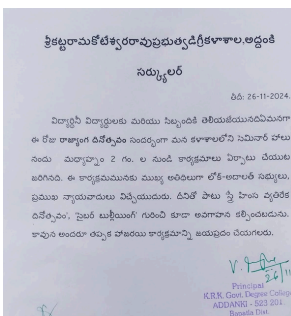 శ్రీకట్టరామకోటేశ్వరరావుప్రభుత్వడిగ్రీకళాశాల,అద్దంకి
సర్క్యులర్
తేది: 26-11-2024.
విద్యార్ధినీ విద్యార్ధులకు మరియు సిబ్బందికి తెలియజేయునదిఏమనగా
ఈ రోజు రాజ్యాంగ దినోత్సవం సందర్భంగా మన కళాశాలలోని సెమినార్ హాలు
నందు మధ్యాహ్నం 2 గం. ల నుండి కార్యక్రమాలు ఏర్పాటు చేయుట
జరిగినది. ఈ కార్యక్రమమునకు ముఖ్య అతిధులుగా లోక్-అదాలత్ సభ్యులు,
ప్రముఖ న్యాయవాదులు విచ్చేయుదురు. దీనితో పాటు 'స్త్రీ హింస వ్యతిరేక
దినోత్సవం', 'సైబర్ బుల్లీయింగ్' గురించి కూడా అవగాహన కల్పించబడును.
కావున అందరూ తప్పక హాజరయి కార్యక్రమాన్ని జయప్రదం చేయగలరు.
26/11
Principal
K.R.K. Govt. Degree College
ADDANKI - 523 201.
Bapatla Dist.